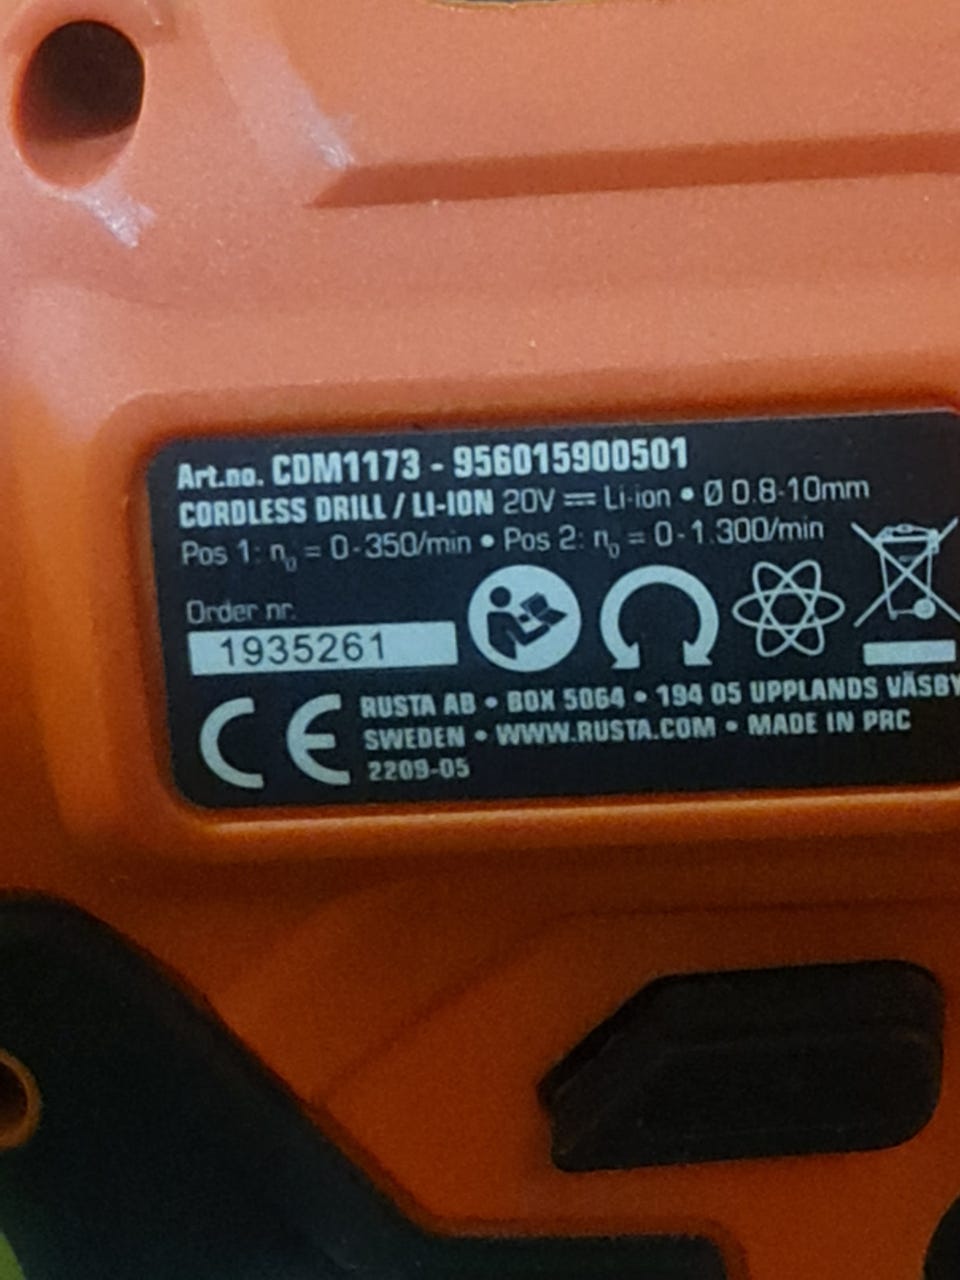 Art.no. CDM1173 - 956015900501
CORDLESS DRILL / LI-ION 20V ⎓ Li-ion • Ø 0.8-10mm
Pos 1: n₀ = 0-350/min • Pos 2: n₀ = 0-1.300/min
Order nr.
1935261
CE
RUSTA AB • BOX 5064 • 194 05 UPPLANDS VÄSBY
SWEDEN • WWW.RUSTA.COM • MADE IN PRC
2209-05